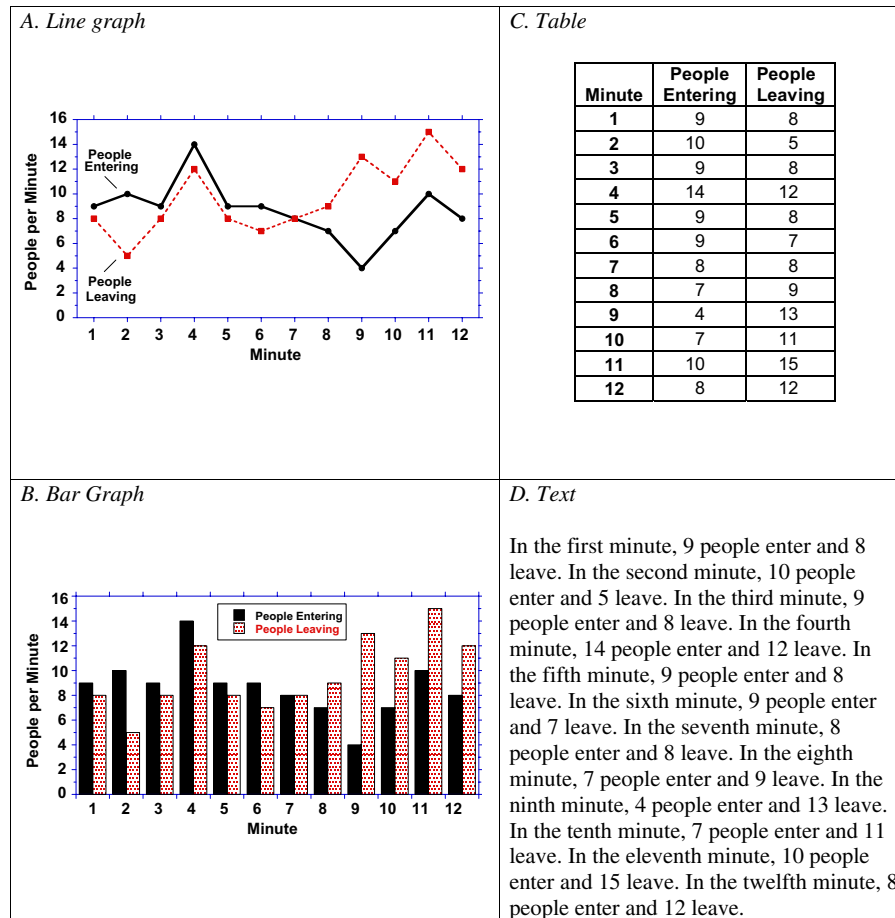 A. Line graph
16
14
12
10
8
6
4
2
0
People per Minute
People
Entering
People
Leaving
1 2 3 4 5 6 7 8 9 10 11 12
Minute
C. Table
Minute People Entering People Leaving
1 9 8
2 10 5
3 9 8
4 14 12
5 9 8
6 9 7
7 8 8
8 7 9
9 4 13
10 7 11
11 10 15
12 8 12
B. Bar Graph
16
14
12
10
8
6
4
2
0
People per Minute
People Entering
People Leaving
1 2 3 4 5 6 7 8 9 10 11 12
Minute
D. Text
In the first minute, 9 people enter and 8
leave. In the second minute, 10 people
enter and 5 leave. In the third minute, 9
people enter and 8 leave. In the fourth
minute, 14 people enter and 12 leave. In
the fifth minute, 9 people enter and 8
leave. In the sixth minute, 9 people enter
and 7 leave. In the seventh minute, 8
people enter and 8 leave. In the eighth
minute, 7 people enter and 9 leave. In the
ninth minute, 4 people enter and 13 leave.
In the tenth minute, 7 people enter and 11
leave. In the eleventh minute, 10 people
enter and 15 leave. In the twelfth minute, 8
people enter and 12 leave.